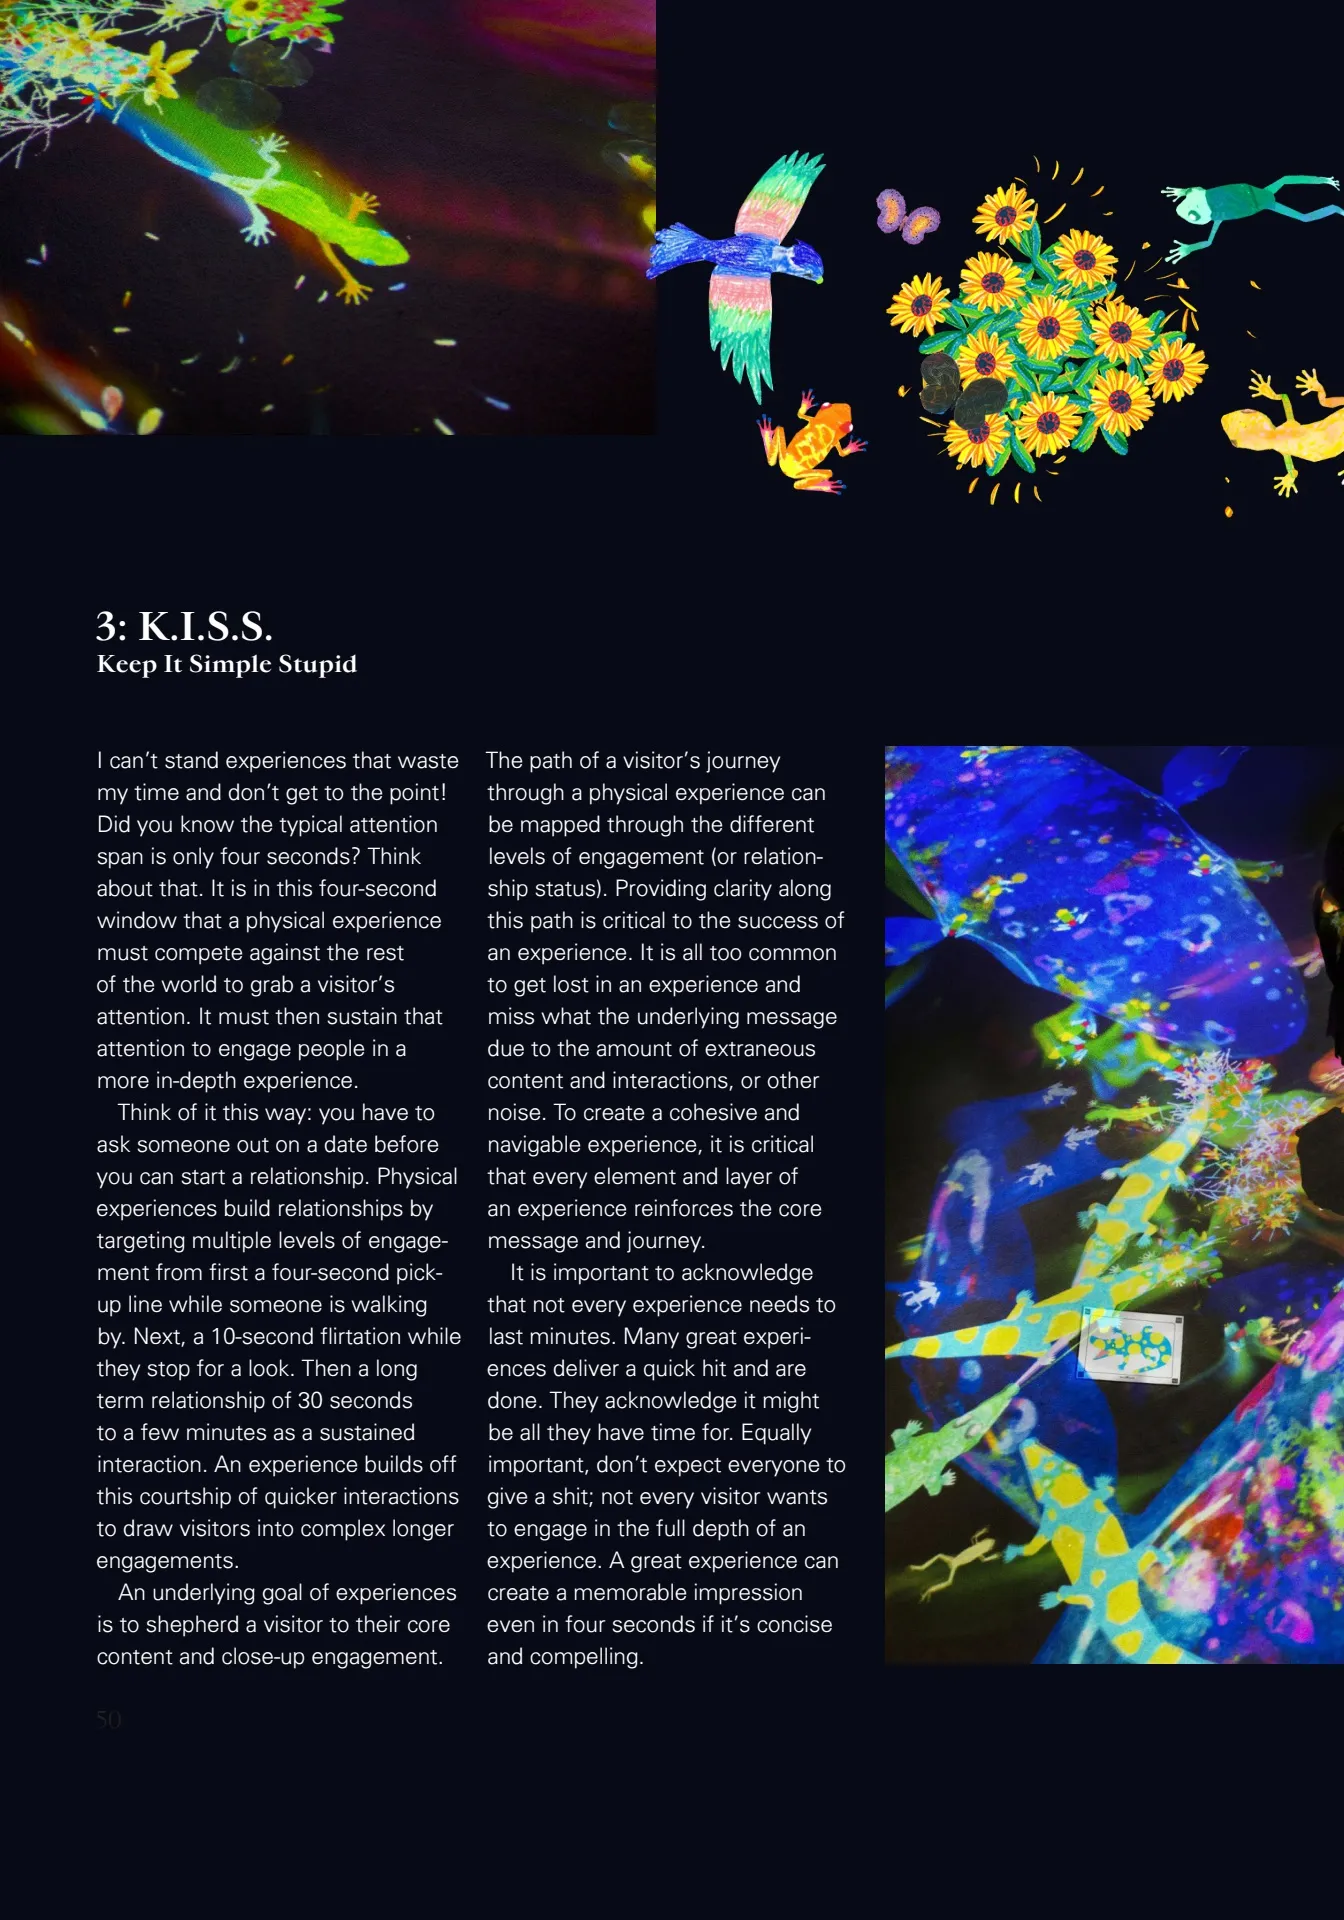 3: K.I.S.S.
Keep It Simple Stupid
I can’t stand experiences that waste
my time and don’t get to the point!
Did you know the typical attention
span is only four seconds? Think
about that. It is in this four-second
window that a physical experience
must compete against the rest
of the world to grab a visitor’s
attention. It must then sustain that
attention to engage people in a
more in-depth experience.
Think of it this way: you have to
ask someone out on a date before
you can start a relationship. Physical
experiences build relationships by
targeting multiple levels of engage-
ment from first a four-second pick-
up line while someone is walking
by. Next, a 10-second flirtation while
they stop for a look. Then a long
term relationship of 30 seconds
to a few minutes as a sustained
interaction. An experience builds off
this courtship of quicker interactions
to draw visitors into complex longer
engagements.
An underlying goal of experiences
is to shepherd a visitor to their core
content and close-up engagement.
The path of a visitor’s journey
through a physical experience can
be mapped through the different
levels of engagement (or relation-
ship status). Providing clarity along
this path is critical to the success of
an experience. It is all too common
to get lost in an experience and
miss what the underlying message
due to the amount of extraneous
content and interactions, or other
noise. To create a cohesive and
navigable experience, it is critical
that every element and layer of
an experience reinforces the core
message and journey.
It is important to acknowledge
that not every experience needs to
last minutes. Many great experi-
ences deliver a quick hit and are
done. They acknowledge it might
be all they have time for. Equally
important, don’t expect everyone to
give a shit; not every visitor wants
to engage in the full depth of an
experience. A great experience can
create a memorable impression
even in four seconds if it’s concise
and compelling.
50